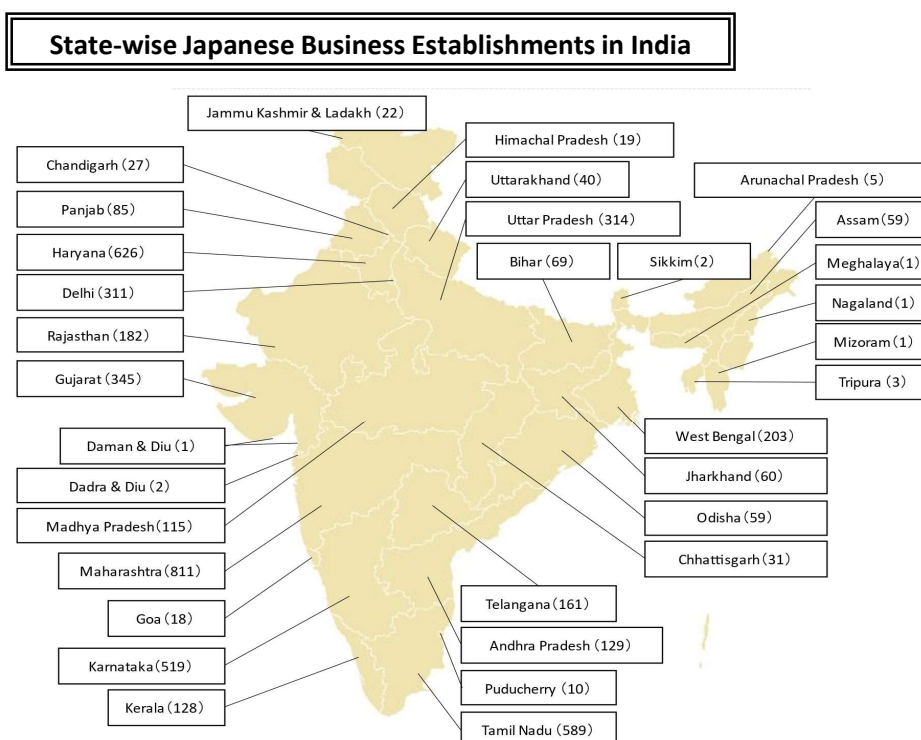 State-wise Japanese Business Establishments in India
Jammu Kashmir & Ladakh (22)
Himachal Pradesh (19)
Chandigarh (27)
Uttarakhand (40)
Arunachal Pradesh (5)
Panjab (85)
Uttar Pradesh (314)
Assam (59)
Haryana (626)
Bihar (69)
Sikkim (2)
Meghalaya (1)
Delhi (311)
Nagaland (1)
Rajasthan (182)
Mizoram (1)
Gujarat (345)
Tripura (3)
Daman & Diu (1)
West Bengal (203)
Dadra & Diu (2)
Jharkhand (60)
Madhya Pradesh (115)
Odisha (59)
Maharashtra (811)
Chhattisgarh (31)
Goa (18)
Telangana (161)
Karnataka (519)
Andhra Pradesh (129)
Kerala (128)
Puducherry (10)
Tamil Nadu (589)